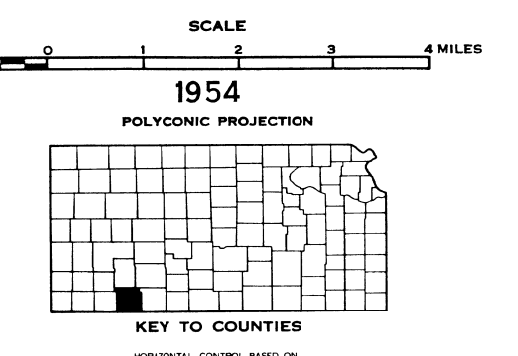 SCALE
0 1 2 3 4 MILES
1954
POLYCONIC PROJECTION
KEY TO COUNTIES
HORIZONTAL CONTROL BASED ON